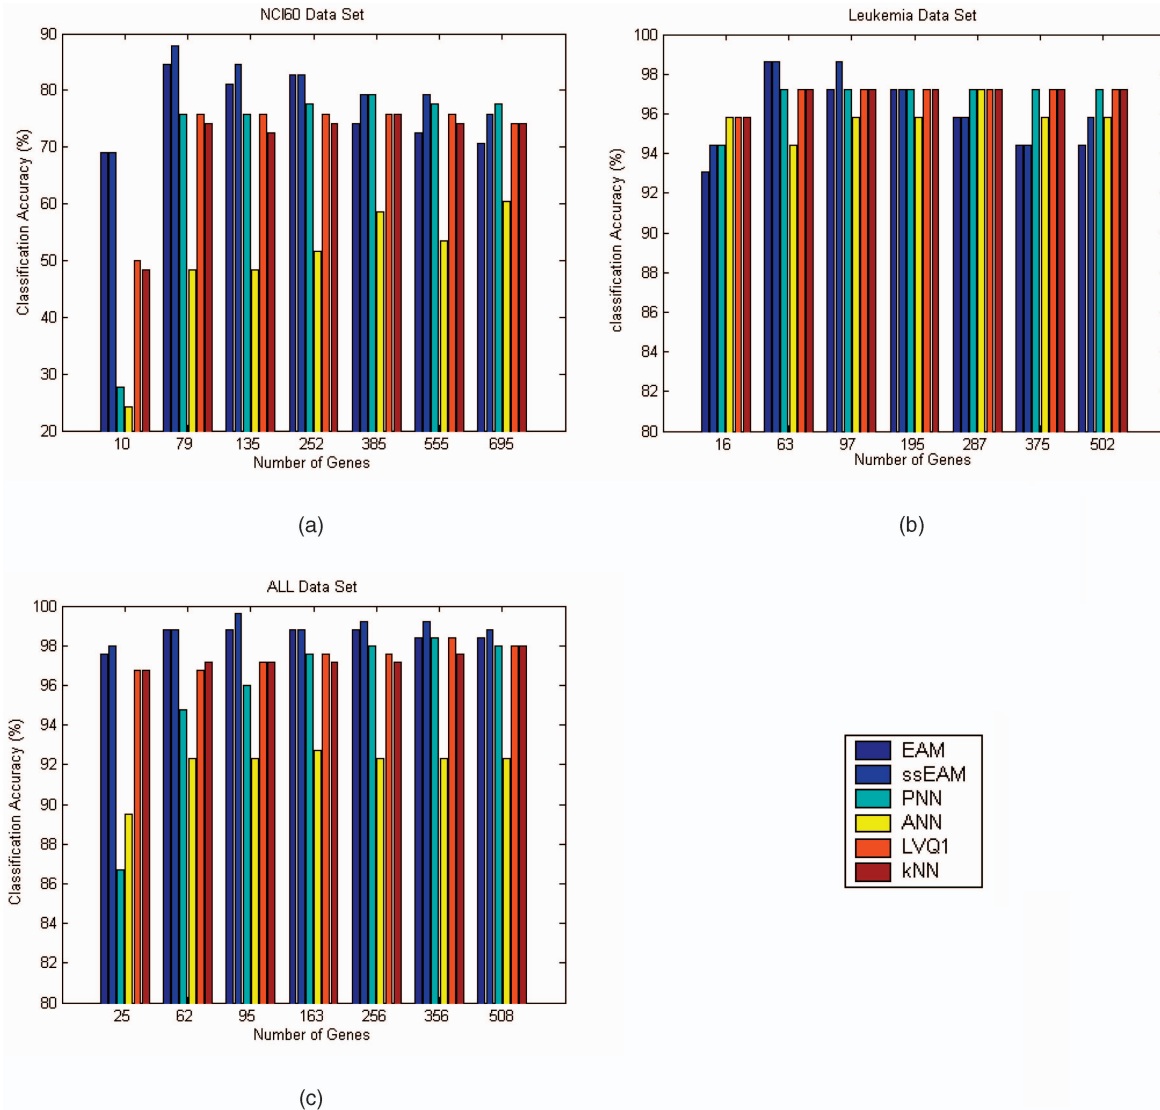 NCI60 Data Set
90
80
70
60
50
40
30
20
Classification Accuracy (%)
10 79 135 252 385 555 695
Number of Genes
(a)
Leukemia Data Set
100
98
96
94
92
90
88
86
84
82
80
classification Accuracy (%)
16 63 97 195 287 375 502
Number of Genes
(b)
ALL Data Set
100
98
96
94
92
90
88
86
84
82
80
Classification Accuracy (%)
25 62 95 163 256 356 508
Number of Genes
(c)
EAM
ssEAM
PNN
ANN
LVQ1
kNN